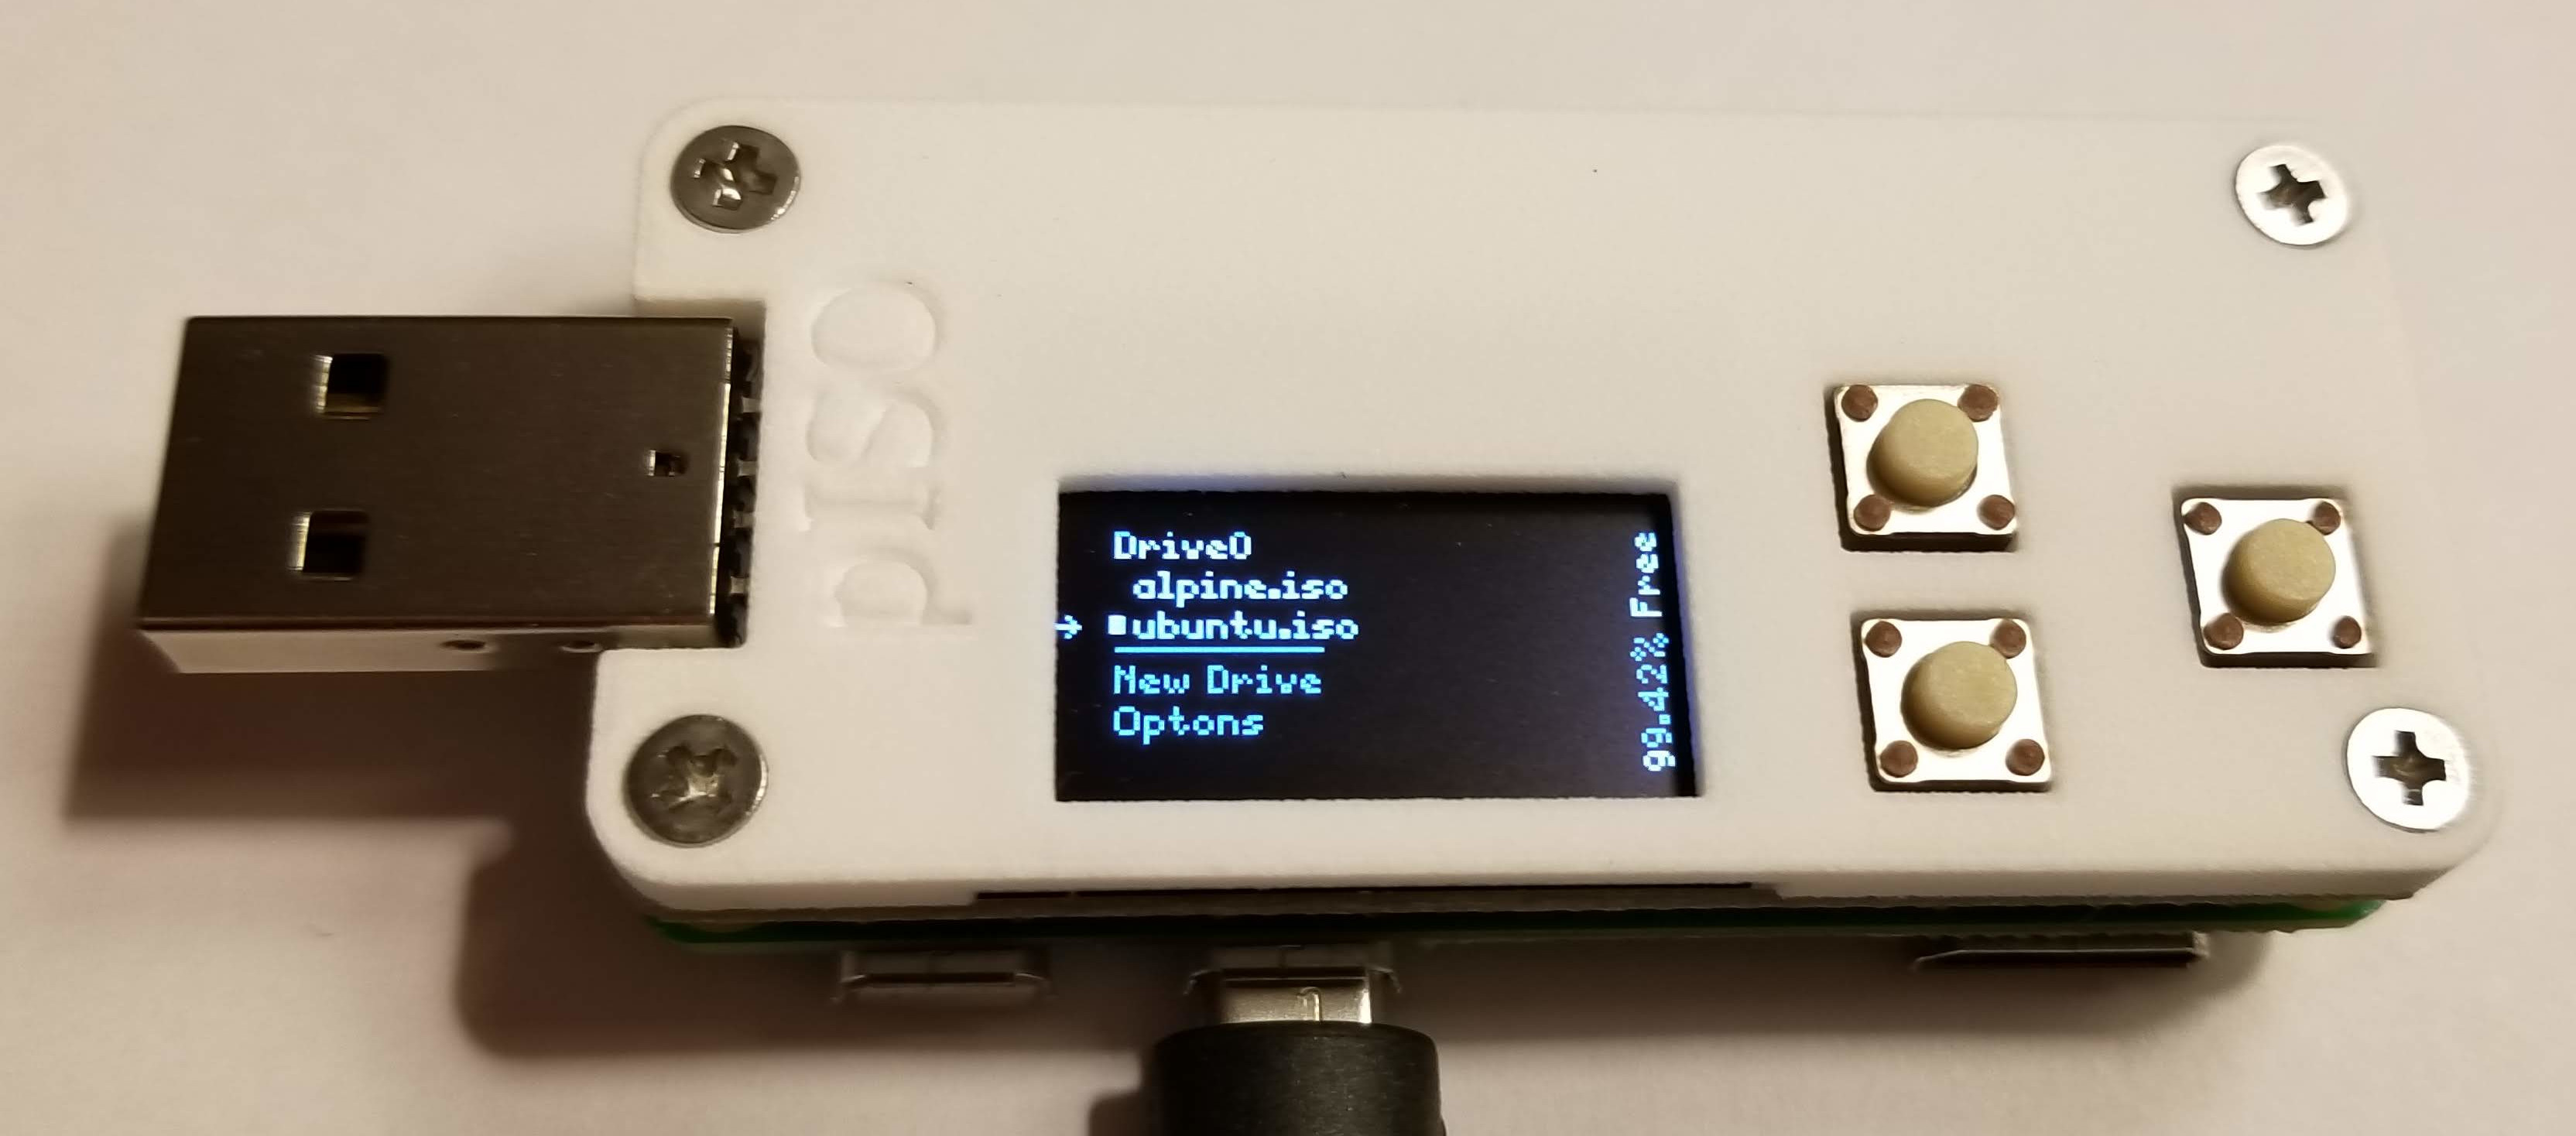 pISO
Drive0
alpine.iso
ubuntu.iso
New Drive
Optons
99.42% Free